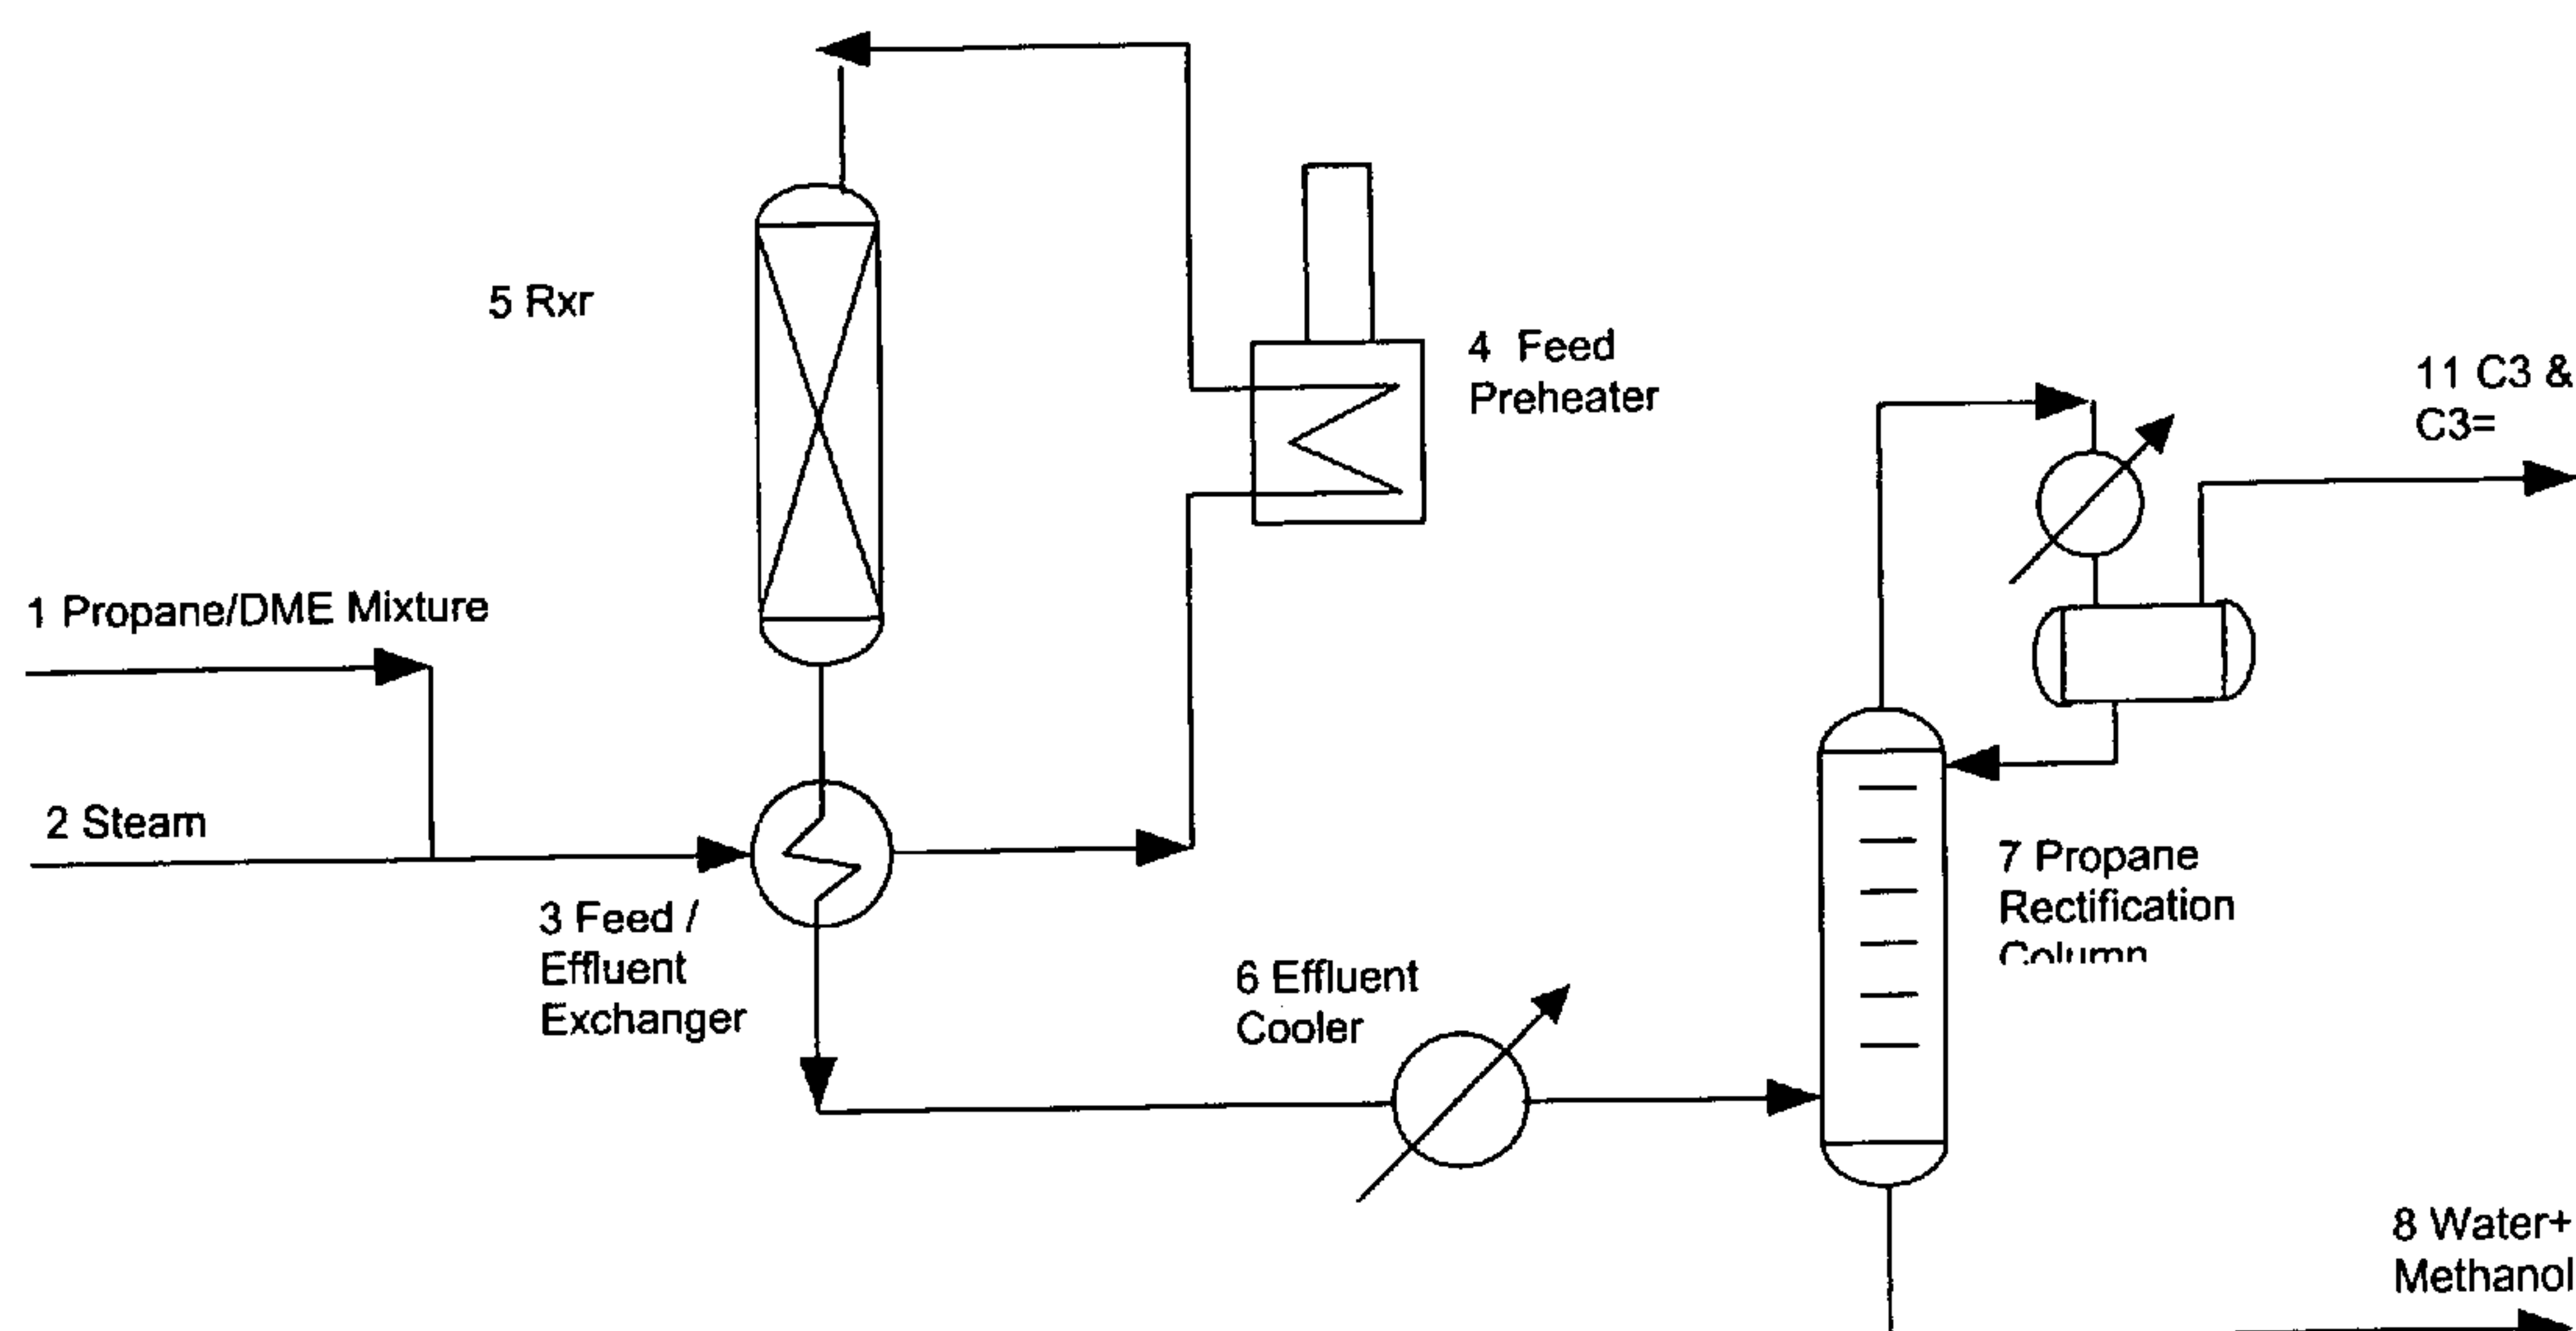 5 Rxr
4 Feed
Preheater
11 C3 &
C3=
1 Propane/DME Mixture
2 Steam
3 Feed /
Effluent
Exchanger
6 Effluent
Cooler
7 Propane
Rectification
Column
8 Water+
Methanol